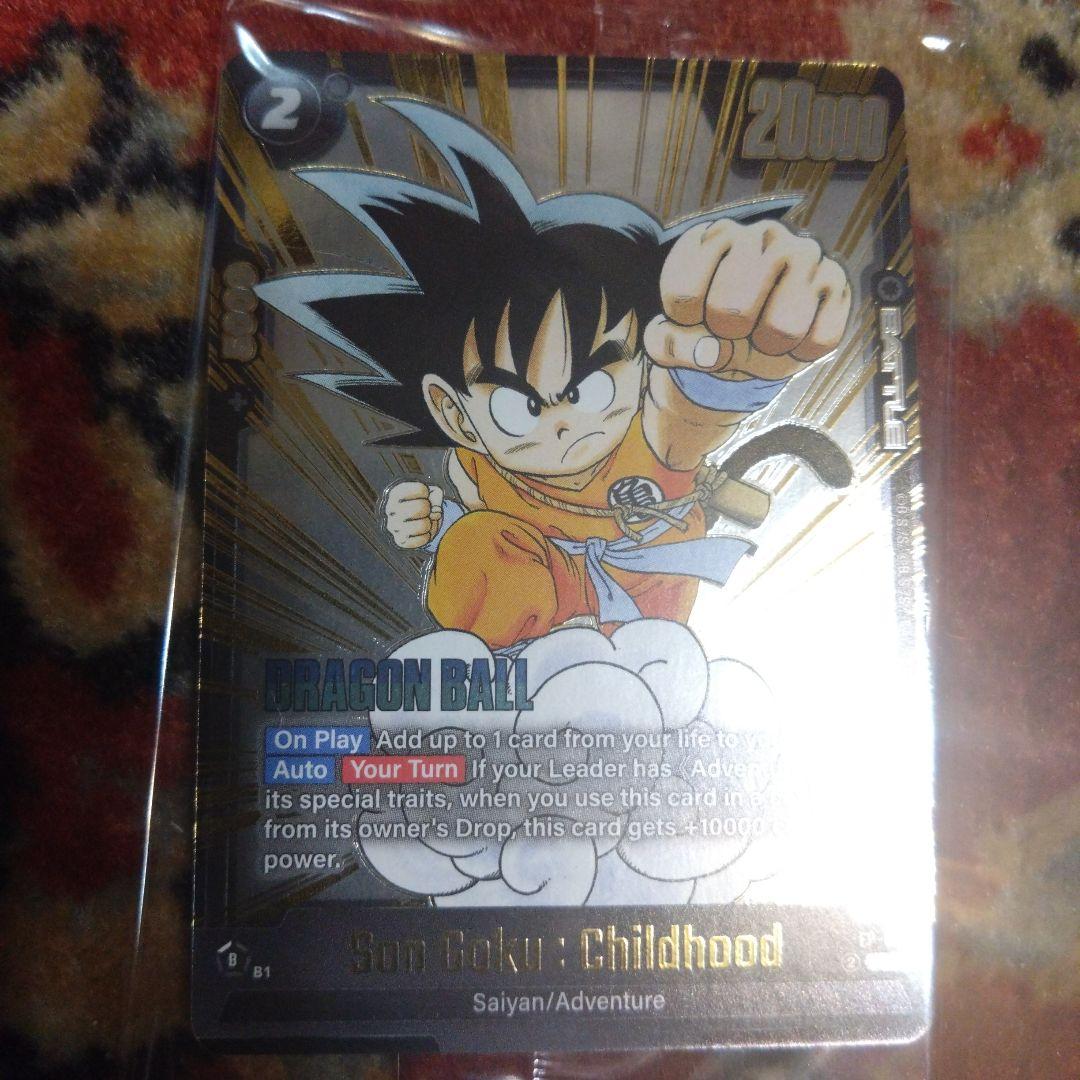 2
20000
5000
+
BATTLE
DRAGON BALL
On Play Add up to 1 card from your life to
Auto Your Turn If your Leader has
its special traits, when you use this card in a
from its owner's Drop, this card gets +10000
power.
Son Goku : Childhood
B B1
Saiyan/Adventure